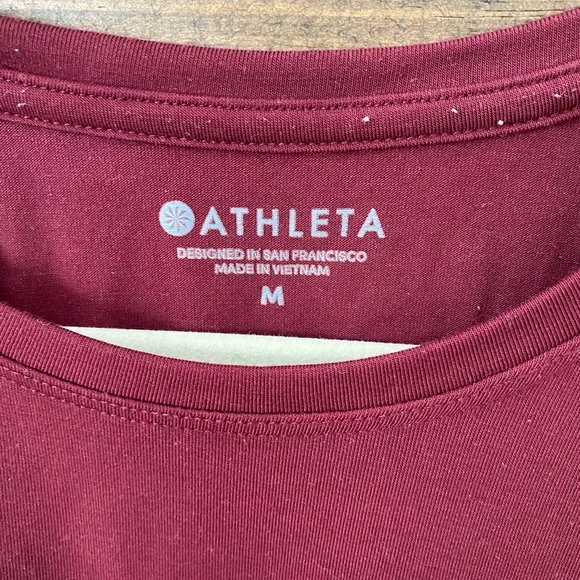 ATHLETA
DESIGNED IN SAN FRANCISCO
MADE IN VIETNAM
M